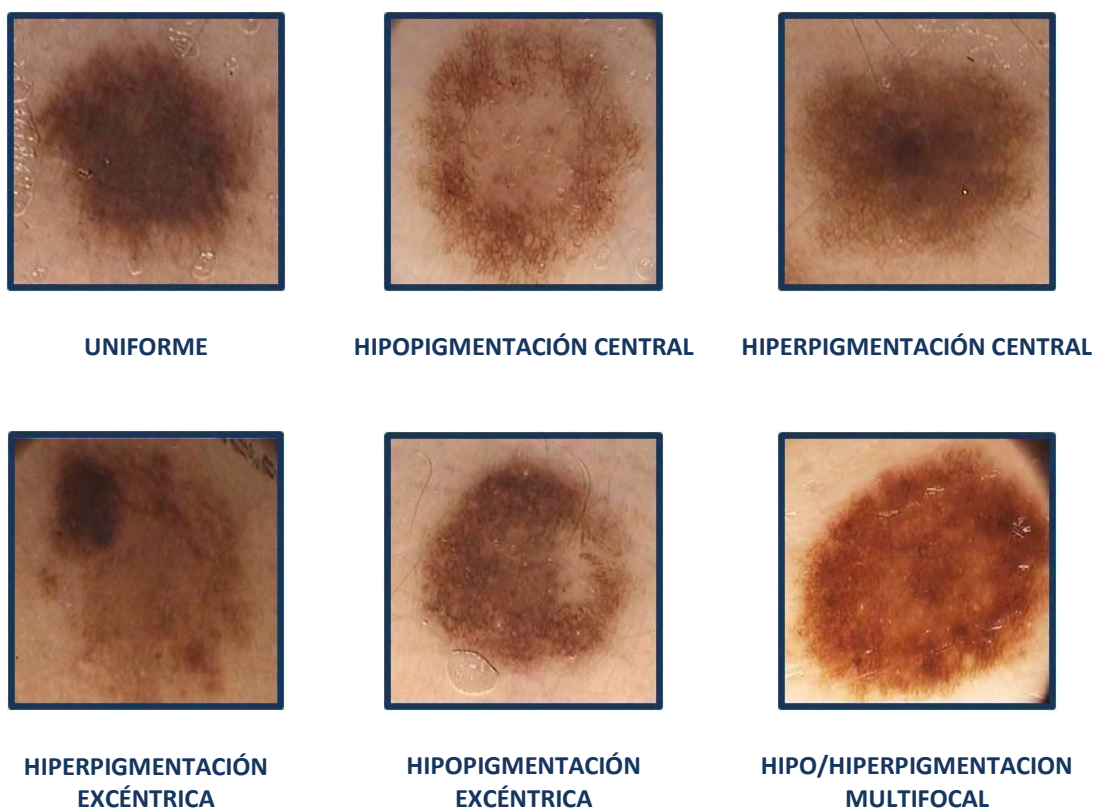 UNIFORME
HIPOPIGMENTACIÓN CENTRAL
HIPERPIGMENTACIÓN CENTRAL
HIPERPIGMENTACIÓN
EXCÉNTRICA
HIPOPIGMENTACIÓN
EXCÉNTRICA
HIPO/HIPERPIGMENTACION
MULTIFOCAL